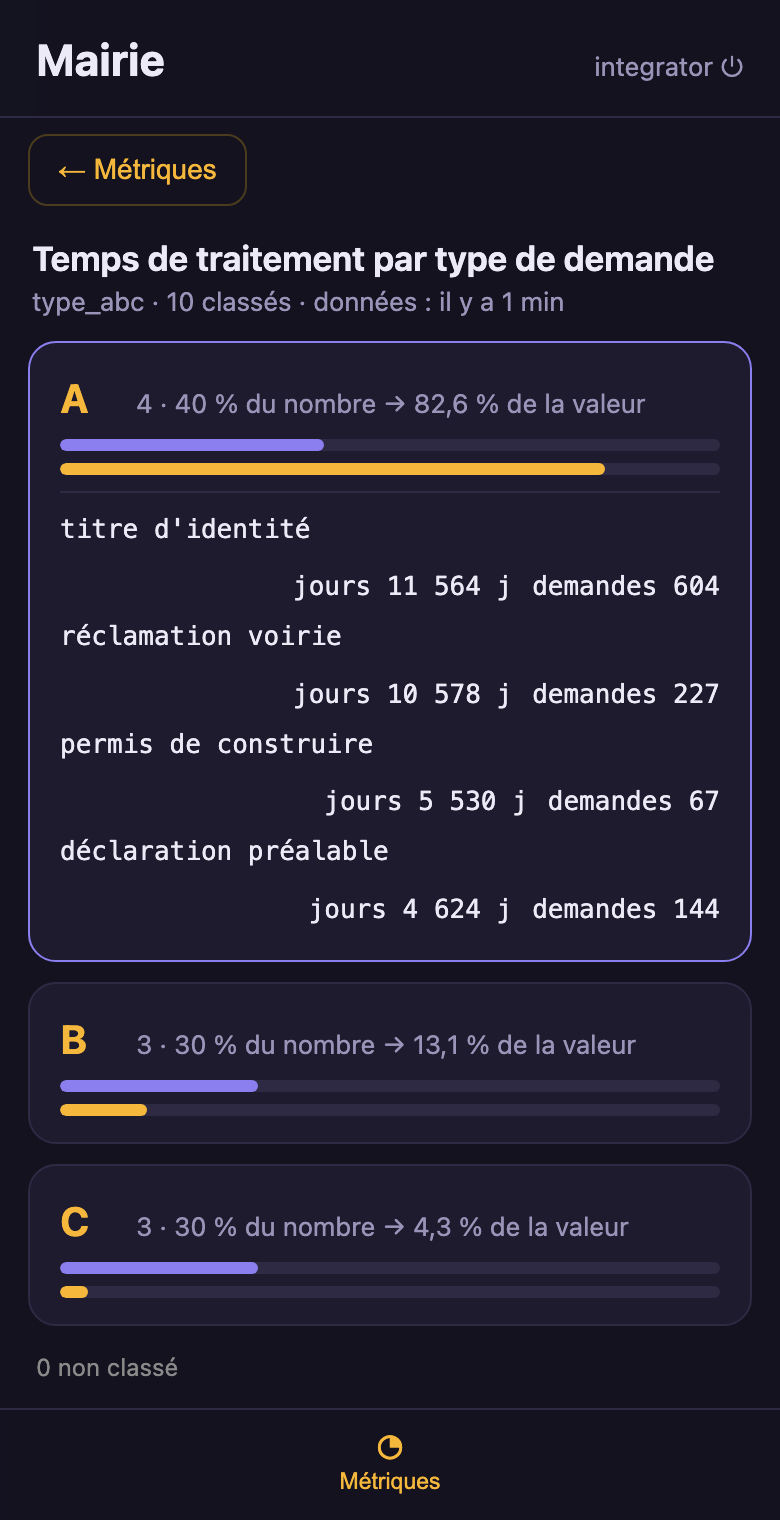 Mairie
integrator
← Métriques
Temps de traitement par type de demande
type_abc · 10 classés · données : il y a 1 min
A 4 · 40 % du nombre → 82,6 % de la valeur
titre d'identité
jours 11 564 j demandes 604
réclamation voirie
jours 10 578 j demandes 227
permis de construire
jours 5 530 j demandes 67
déclaration préalable
jours 4 624 j demandes 144
B 3 · 30 % du nombre → 13,1 % de la valeur
C 3 · 30 % du nombre → 4,3 % de la valeur
0 non classé
Métriques